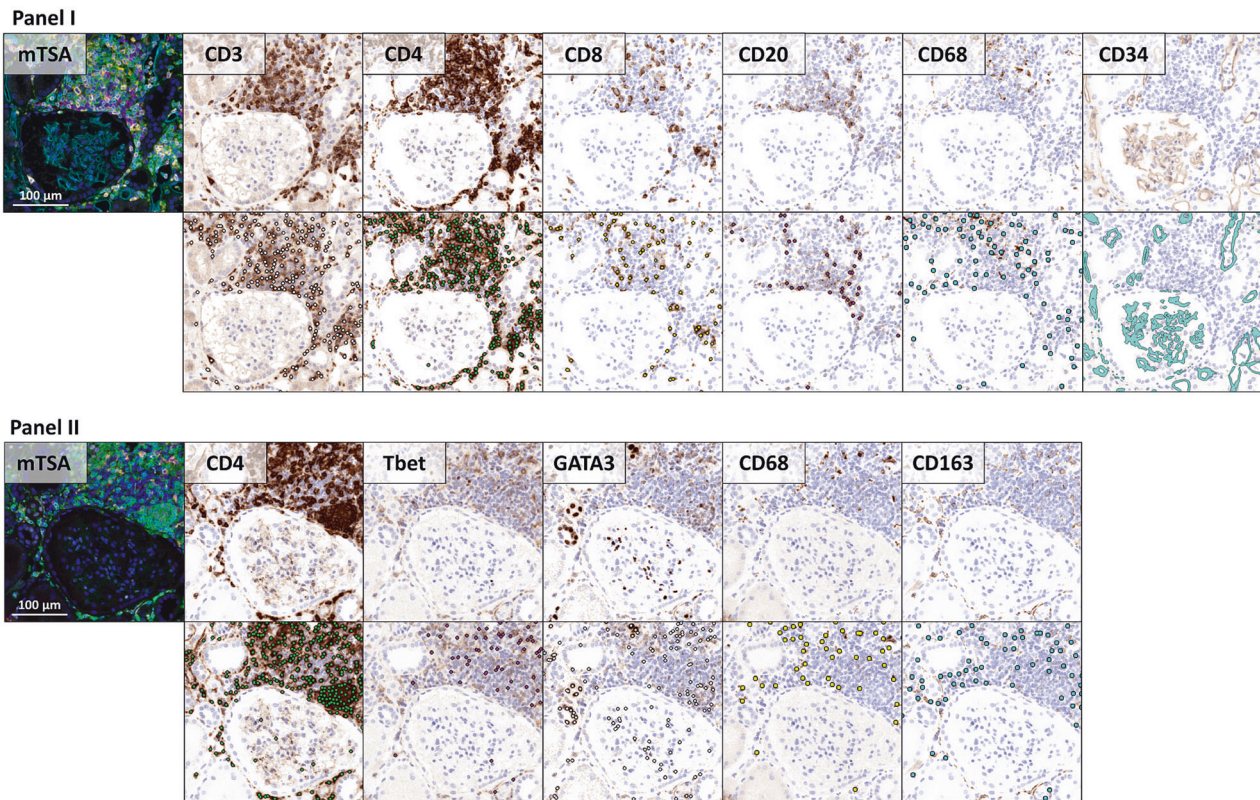 Panel I
mTSA
CD3
CD4
CD8
CD20
CD68
CD34
100 µm
Panel II
mTSA
CD4
Tbet
GATA3
CD68
CD163
100 µm